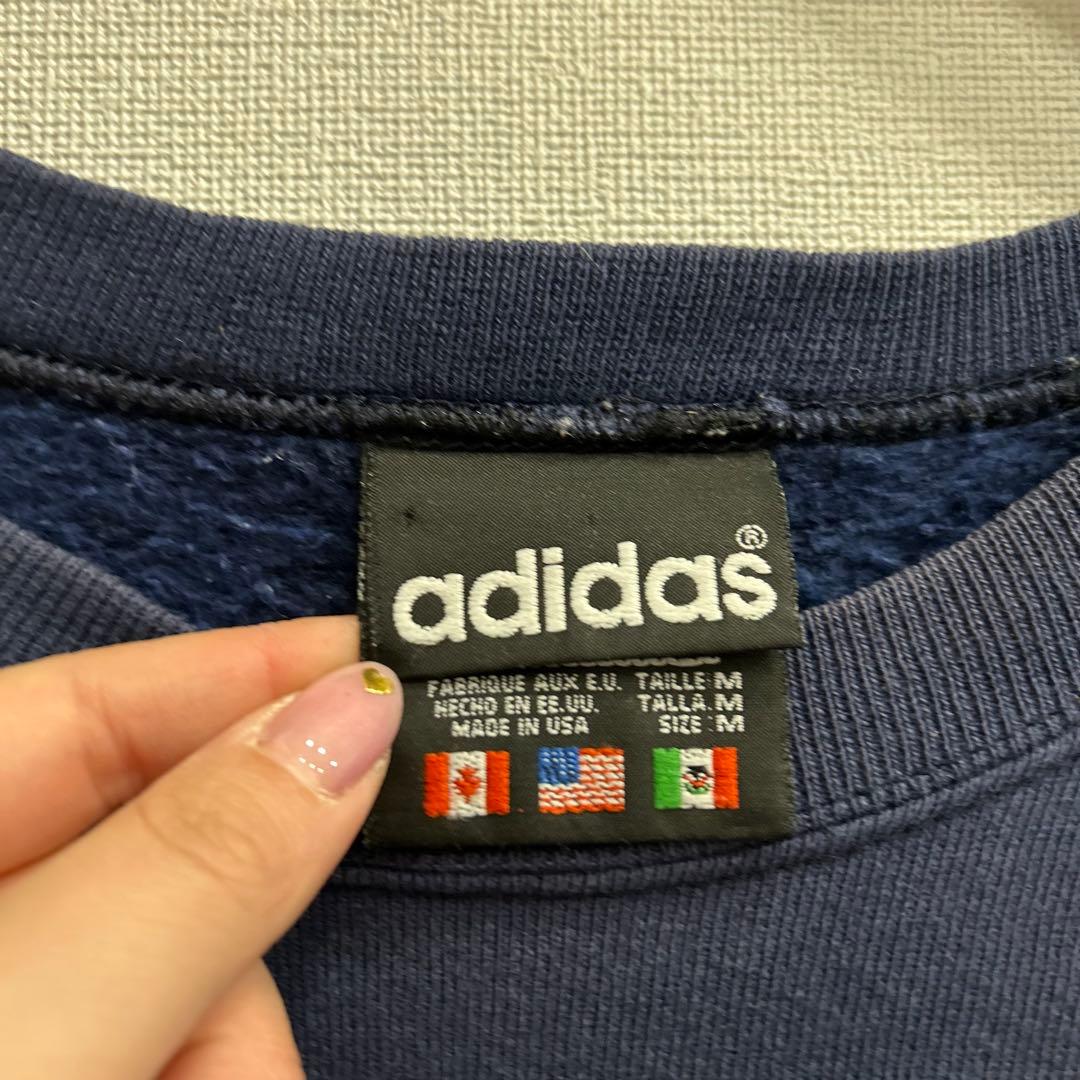 adidas®
FABRIQUE AUX E.U. TAILLE:M
HECHO EN EE.UU. TALLA.M
MADE IN USA SIZE:M